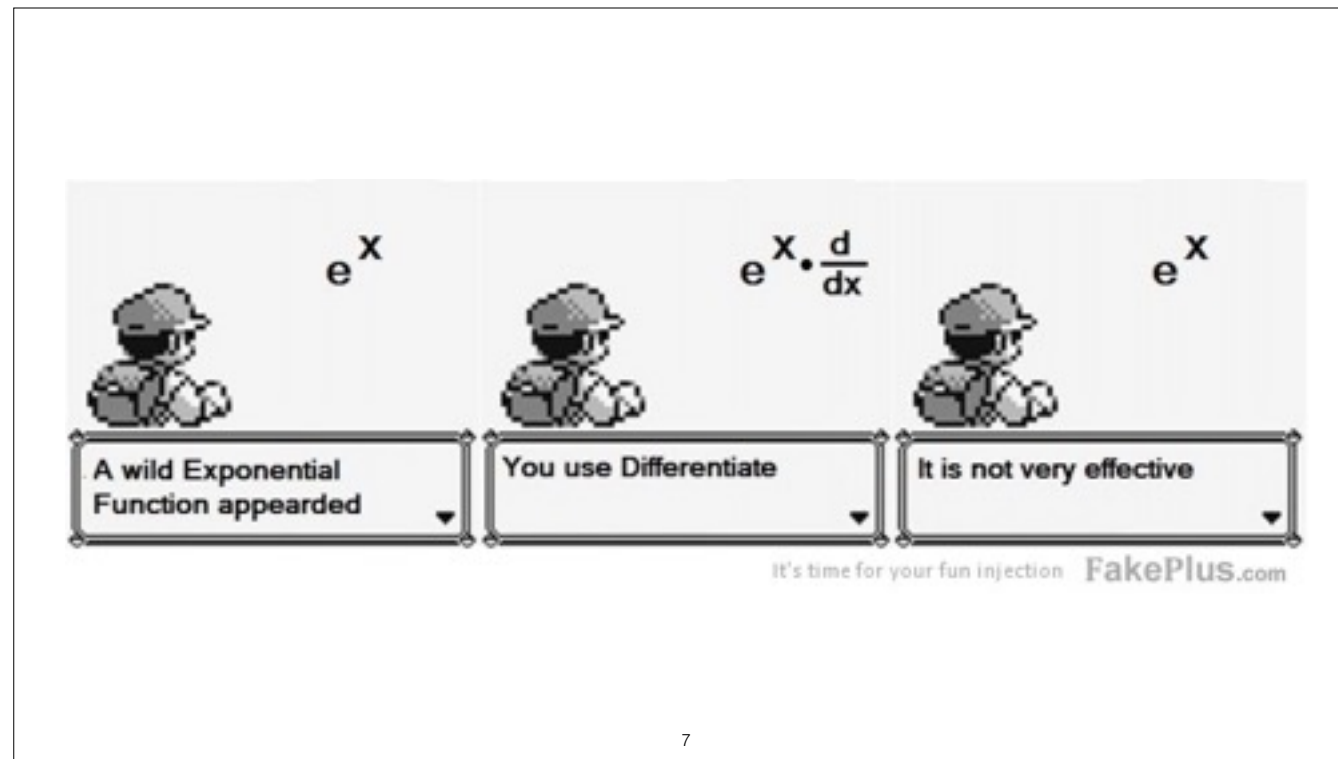 e^x
A wild Exponential
Function appearded
e^x · d/dx
You use Differentiate
e^x
It is not very effective
It's time for your fun injection FakePlus.com
7